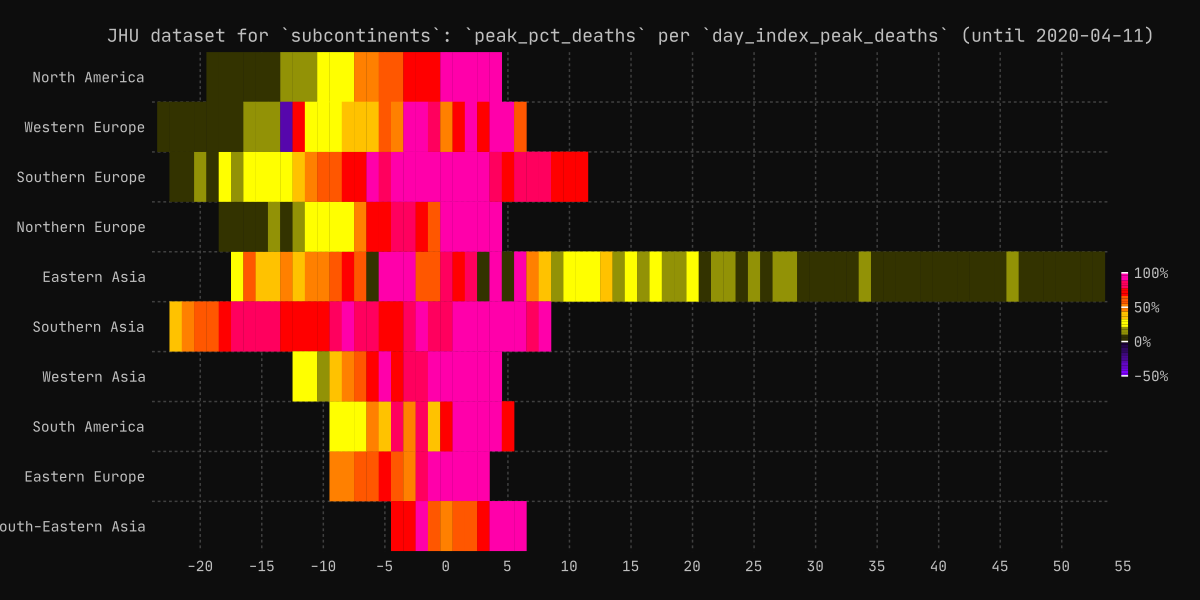 JHU dataset for `subcontinents`: `peak_pct_deaths` per `day_index_peak_deaths` (until 2020-04-11)
North America
Western Europe
Southern Europe
Northern Europe
Eastern Asia
Southern Asia
Western Asia
South America
Eastern Europe
outh-Eastern Asia
100%
50%
0%
-50%
-20 -15 -10 -5 0 5 10 15 20 25 30 35 40 45 50 55